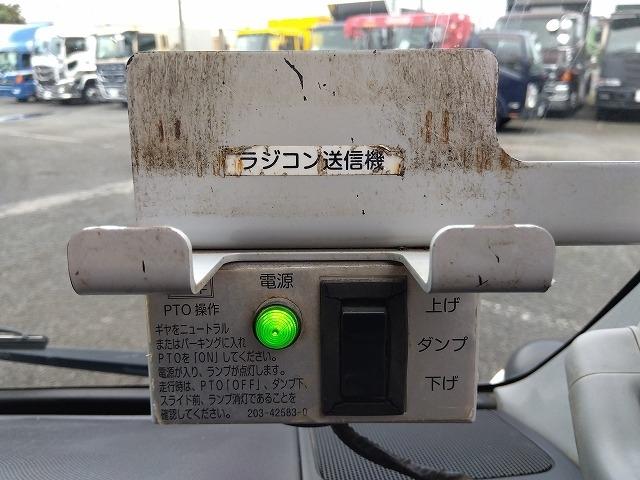 ラジコン送信機
電源
PTO 操作
ギヤをニュートラル
またはパーキングに入れ
PTOを[ON]してください。
電源が入り、ランプが点灯します。
走行時は、PTO[OFF]、ダンプ下、
スライド前、ランプ消灯であることを
確認してください。 203-42583-0
上げ
ダンプ
下げ